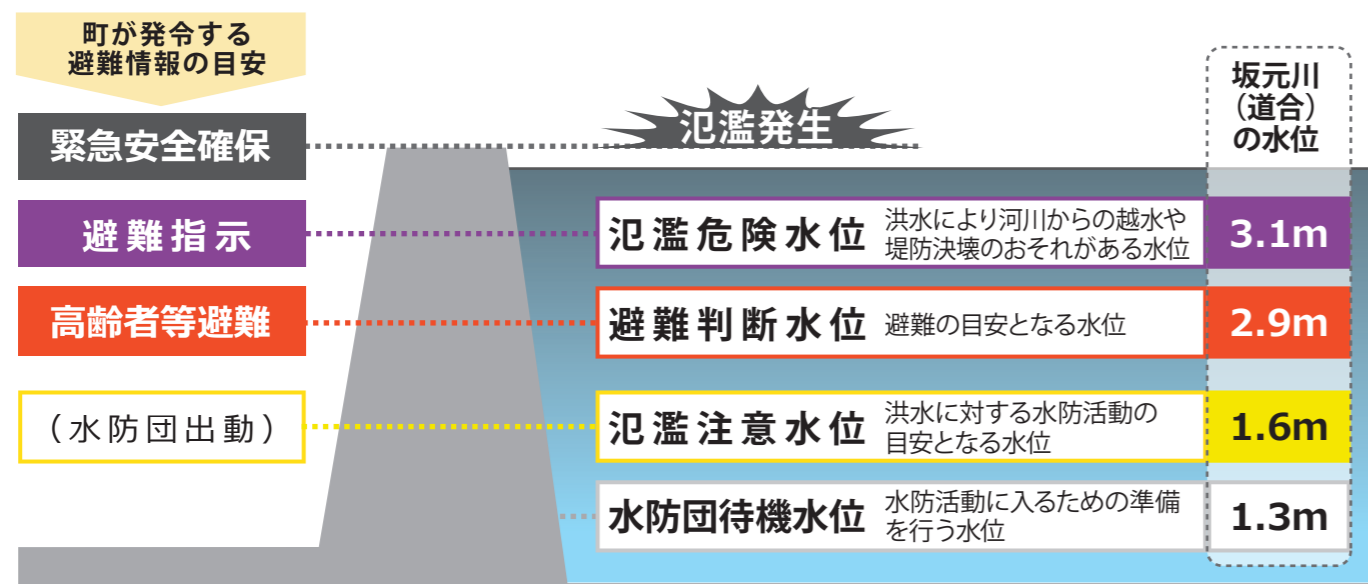 町が発令する
避難情報の目安
坂元川
（道合）
の水位
緊急安全確保
氾濫発生
避難指示
氾濫危険水位
洪水により河川からの越水や
堤防決壊のおそれがある水位
3.1m
高齢者等避難
避難判断水位
避難の目安となる水位
2.9m
（水防団出動）
氾濫注意水位
洪水に対する水防活動の
目安となる水位
1.6m
水防団待機水位
水防活動に入るための準備
を行う水位
1.3m